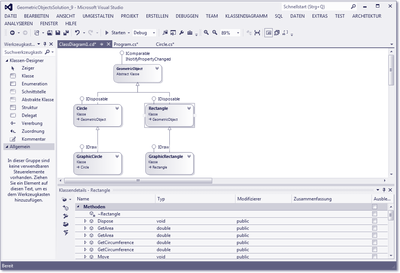 GeometricObjectsSolution_9 - Microsoft Visual Studio
Schnellstart (Strg+Q)
DATEI BEARBEITEN ANSICHT UMGESTALTEN PROJEKT ERSTELLEN DEBUGGEN TEAM KLASSENDIAGRAMM SQL DATEN EXTRAS TEST ARCHITEKTUR
ANALYSIEREN FENSTER HILFE
Starten Debug 89%
Werkzeugkasten
ClassDiagram1.cd* Program.cs* Circle.cs*
Klassen-Designer
Zeiger
Klasse
Enumeration
Schnittstelle
Abstrakte Klasse
Struktur
Delegat
Vererbung
Zuordnung
Kommentar
Allgemein
In dieser Gruppe sind
keine verwendbaren
Steuerelemente
vorhanden. Ziehen
Sie ein Element auf
diesen Text, um es
dem Werkzeugkasten
hinzuzufügen.
IComparable
INotifyPropertyChanged
GeometricObject
Abstract Klasse
IDisposable
Circle
Klasse
GeometricObject
IDisposable
Rectangle
Klasse
GeometricObject
IDraw
GraphicCircle
Klasse
Circle
IDraw
GraphicRectangle
Klasse
Rectangle
Klassendetails - Rectangle
Name Typ Modifizierer Zusammenfassung Ausble
Methoden
~Rectangle
Dispose void public
GetArea double public
GetArea double public
GetCircumference double public
GetCircumference double public
Move void public
Bereit